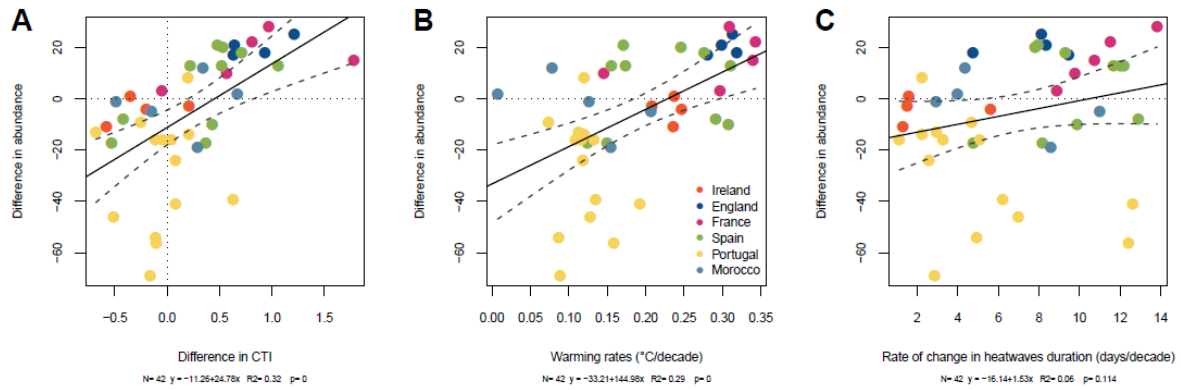 A
Difference in abundance
20
0
−20
−40
−60
−0.5 0.0 0.5 1.0 1.5
Difference in CTI
N= 42 y = −11.26+24.78x R2= 0.32 p= 0
B
Difference in abundance
20
0
−20
−40
−60
Ireland
England
France
Spain
Portugal
Morocco
0.00 0.05 0.10 0.15 0.20 0.25 0.30 0.35
Warming rates (°C/decade)
N= 42 y = −33.21+144.98x R2= 0.29 p= 0
C
Difference in abundance
20
0
−20
−40
−60
2 4 6 8 10 12 14
Rate of change in heatwaves duration (days/decade)
N= 42 y = −16.14+1.53x R2= 0.06 p= 0.114